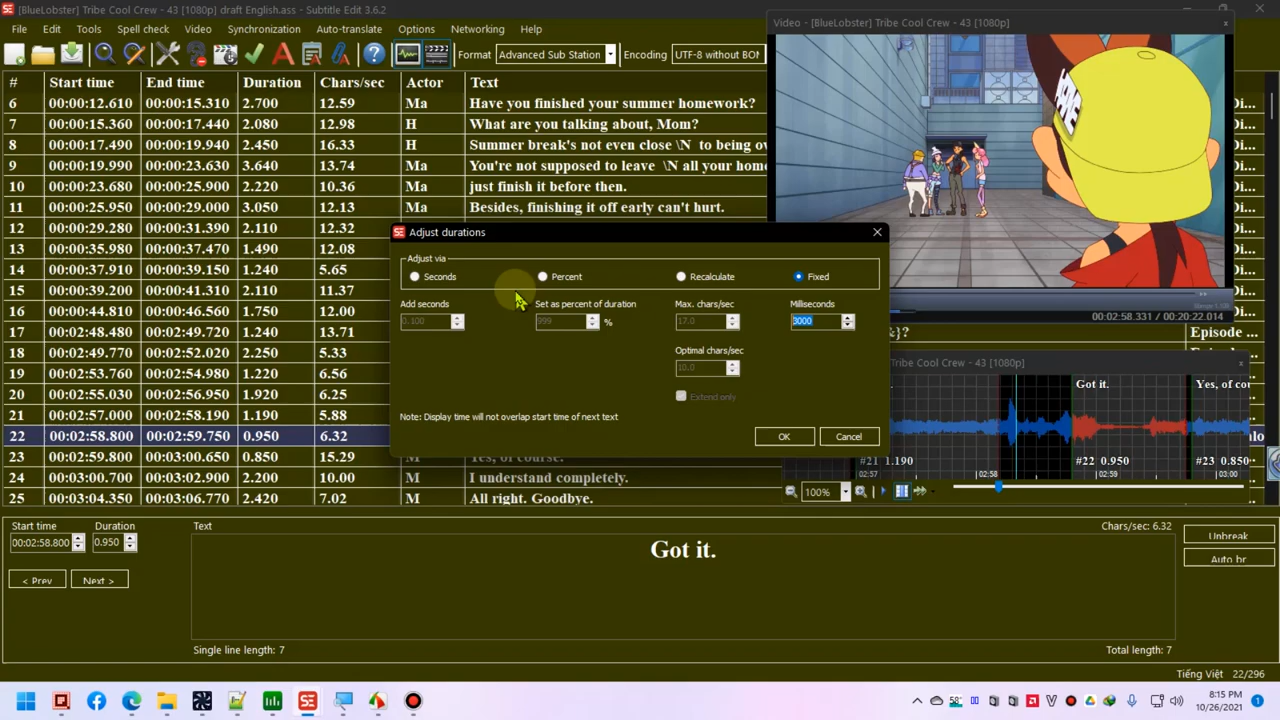 [BlueLobster] Tribe Cool Crew - 43 [1080p] draft English.ass - Subtitle Edit 3.6.2
File Edit Tools Spell check Video Synchronization Auto-translate Options Networking Help
Format Advanced Sub Station Encoding UTF-8 without BOM
Video - [BlueLobster] Tribe Cool Crew - 43 [1080p]
# Start time End time Duration Chars/sec Actor Text
6 00:00:12.610 00:00:15.310 2.700 12.59 Ma Have you finished your summer homework?
7 00:00:15.360 00:00:17.440 2.080 12.98 H What are you talking about, Mom?
8 00:00:17.490 00:00:19.940 2.450 16.33 H Summer break's not even close \N to being ov
9 00:00:19.990 00:00:23.630 3.640 13.74 Ma You're not supposed to leave \N all your home
10 00:00:23.680 00:00:25.900 2.220 10.36 Ma just finish it before then.
11 00:00:25.950 00:00:29.000 3.050 12.13 Ma Besides, finishing it off early can't hurt.
12 00:00:29.280 00:00:31.390 2.110 12.32
13 00:00:35.980 00:00:37.470 1.490 12.08
14 00:00:37.910 00:00:39.150 1.240 5.65
15 00:00:39.200 00:00:41.310 2.110 11.37
16 00:00:44.810 00:00:46.560 1.750 12.00
00:02:49.720 1.240 13.71
18 00:02:49.770 00:02:52.020 2.250 5.33
19 00:02:53.760 00:02:54.980 1.220 6.56
20 00:02:55.030 00:02:56.950 1.920 6.25
21 00:02:57.000 00:02:58.190 1.190 5.88
22 00:02:58.800 00:02:59.750 0.950 6.32
23 00:02:59.800 00:03:00.650 0.850 15.29 M Yes, of course.
24 00:03:00.700 00:03:02.900 2.200 10.00 M I understand completely.
25 00:03:04.350 00:03:06.770 2.420 7.02 M All right. Goodbye.
Di...
Di...
Di...
Di...
Di...
Di...
00:02:58.331 / 00:20:22.014
&}? Episode ...
Adjust durations
Adjust via
Seconds Percent Recalculate Fixed
Add seconds Set as percent of duration Max. chars/sec Milliseconds
0.100 999 % 17.0 3000
Optimal chars/sec
10.0
Extend only
Note: Display time will not overlap start time of next text
OK Cancel
Tribe Cool Crew - 43 [1080p]
Got it. Yes, of cou
#21 1.190 #22 0.950 #23 0.850
02:57 02:58 02:59 03:00
100%
Start time Duration Text Chars/sec: 6.32
00:02:58.800 0.950
Got it.
Unbreak
Auto br
< Prev Next >
Single line length: 7 Total length: 7
Tiếng Việt 22/296
8:15 PM
10/26/2021